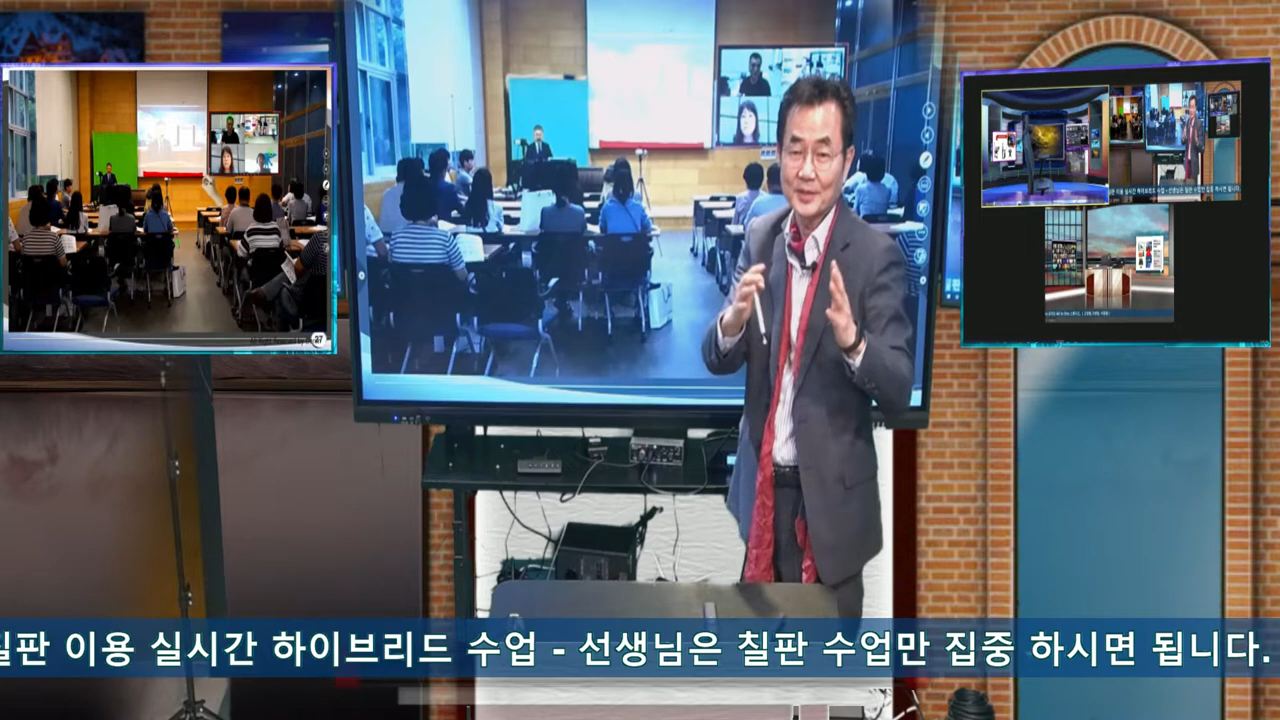 칠판 이용 실시간 하이브리드 수업 - 선생님은 칠판 수업만 집중 하시면 됩니다.
27